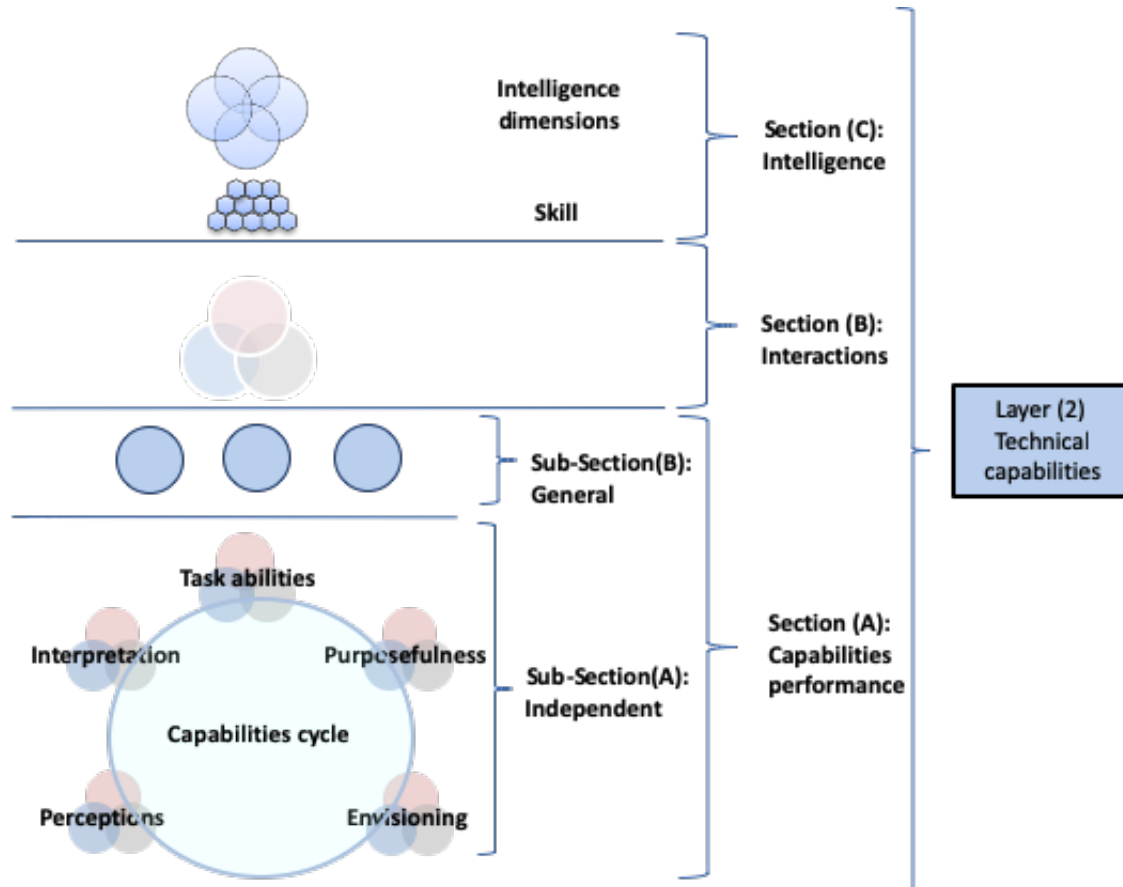 Intelligence
dimensions
Section (C):
Intelligence
Skill
Section (B):
Interactions
Layer (2)
Technical
capabilities
Sub-Section(B):
General
Task abilities
Interpretation
Purposefulness
Section (A):
Capabilities
performance
Sub-Section(A):
Independent
Capabilities cycle
Perceptions
Envisioning